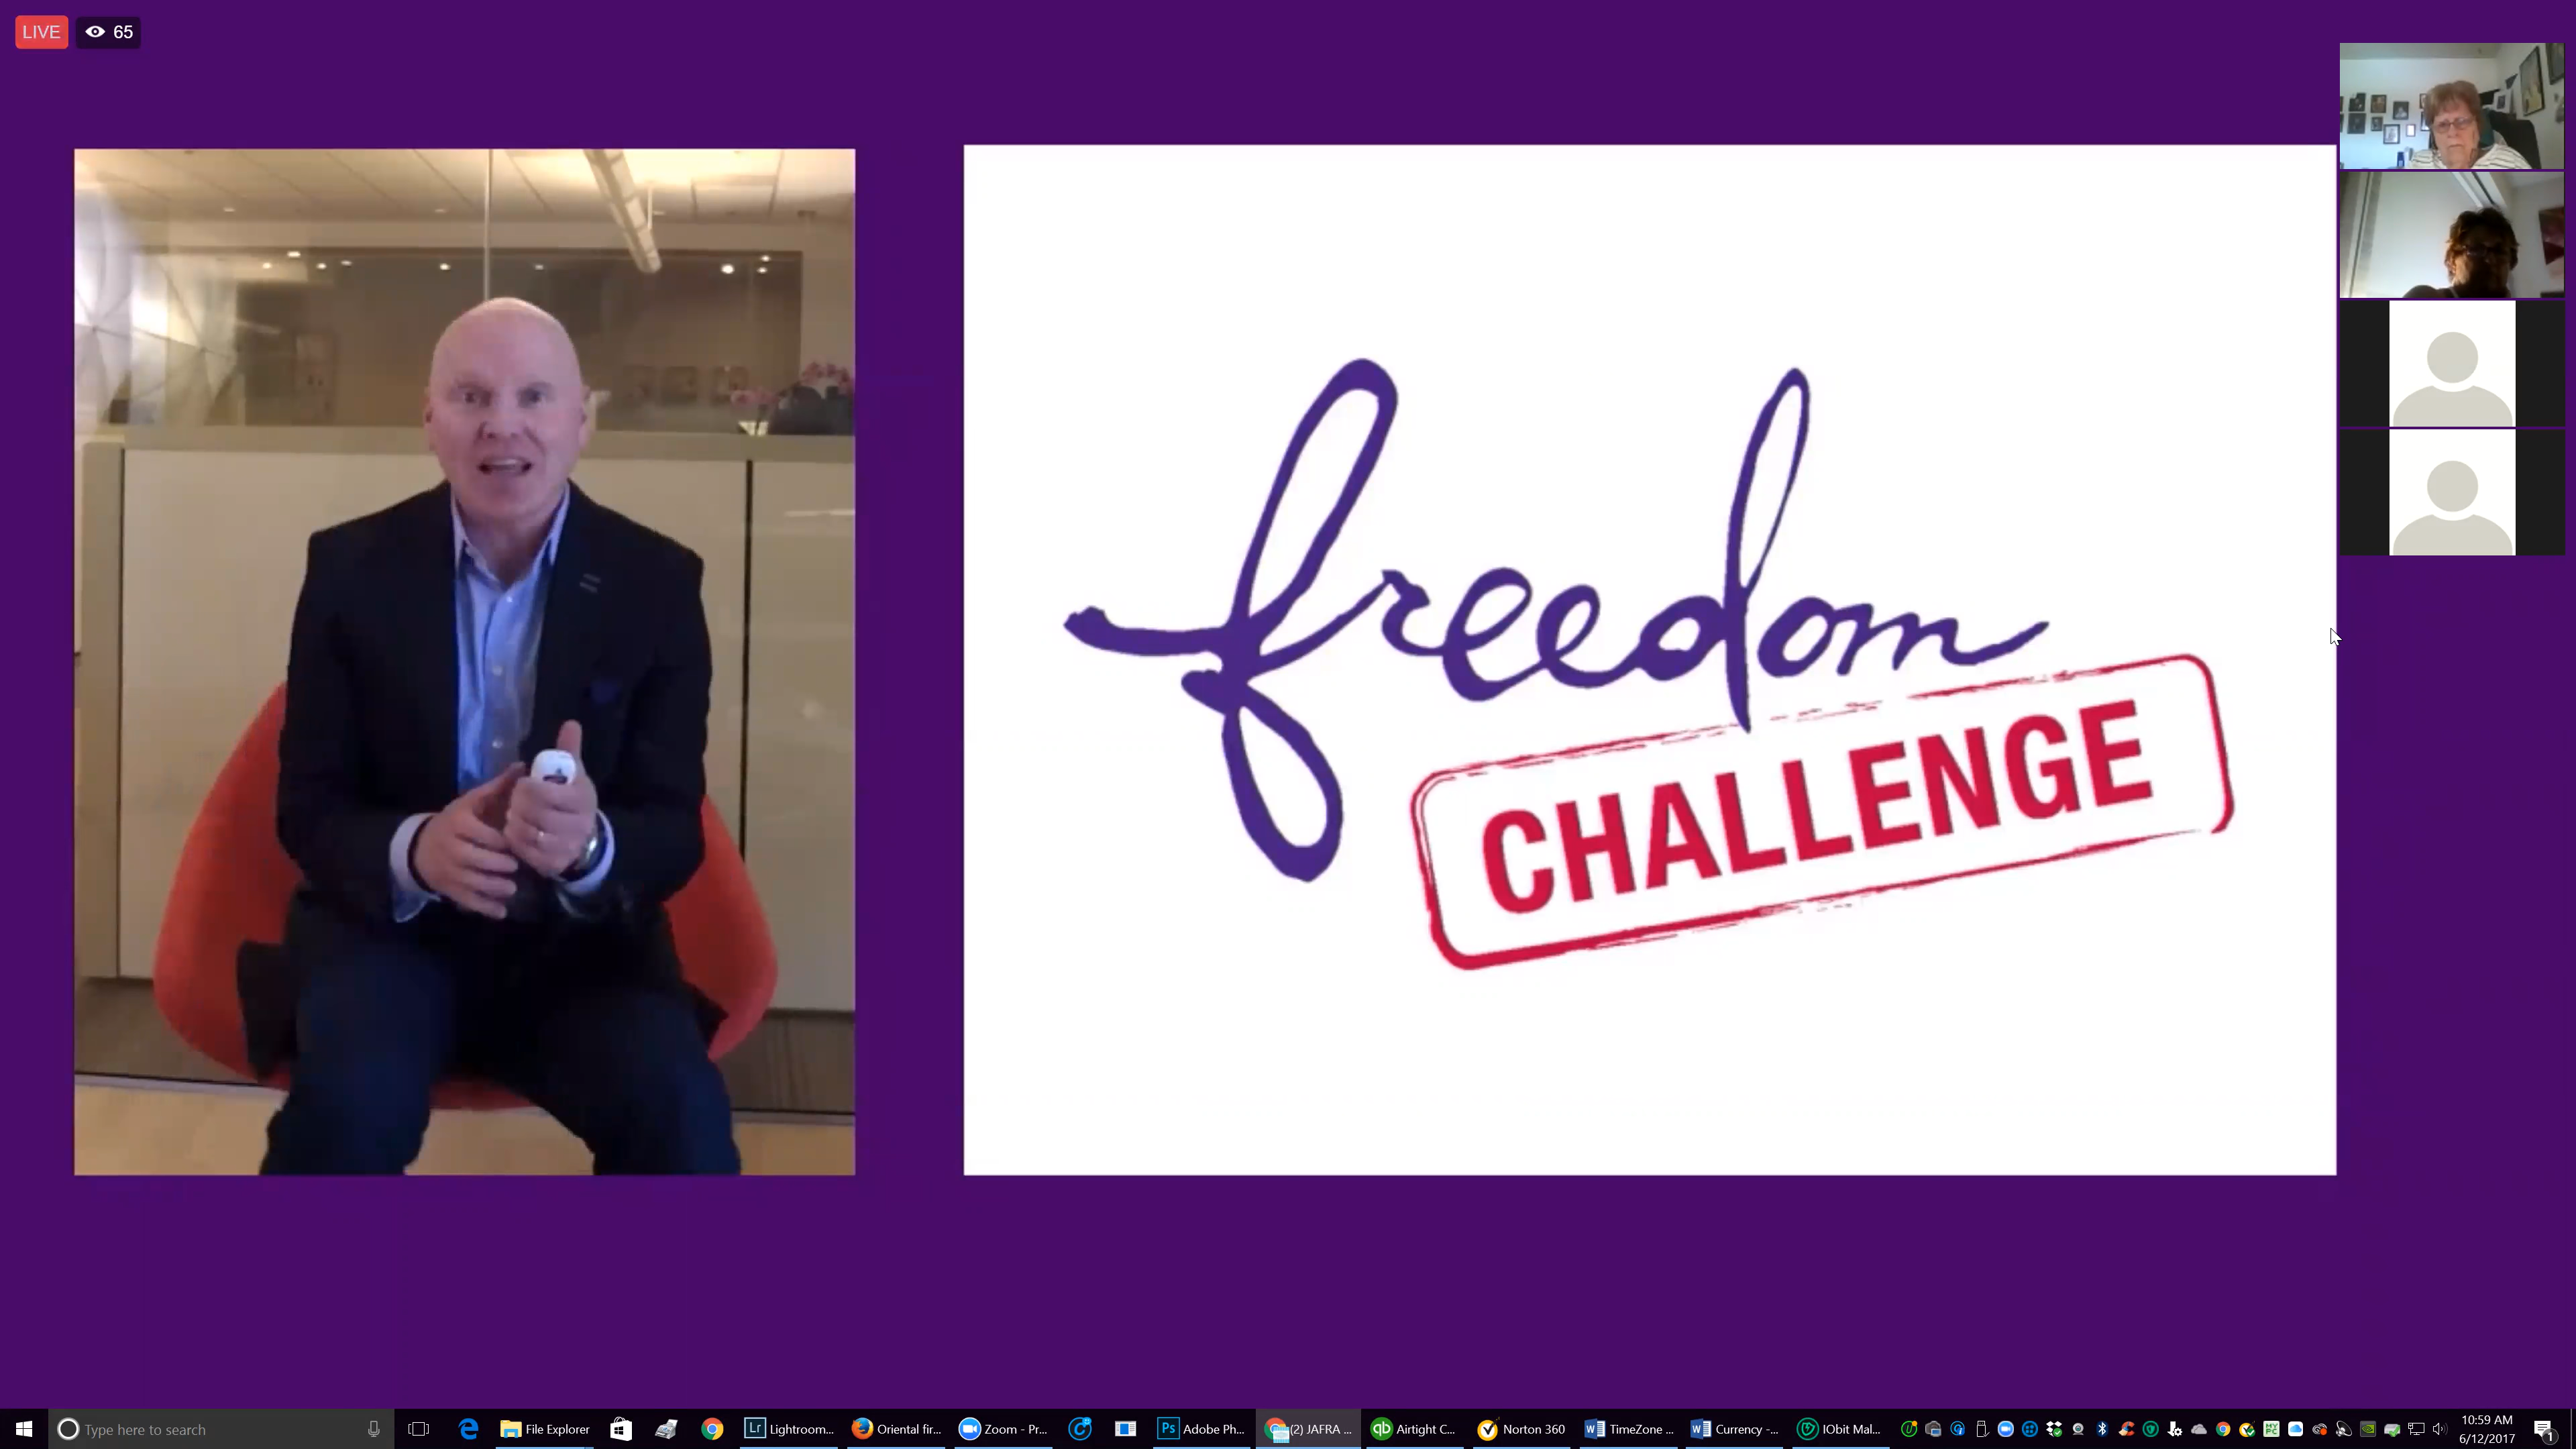 LIVE 65
freedom
CHALLENGE
Type here to search
File Explorer
Lightroom...
Oriental fir...
Zoom - Pr...
Adobe Ph...
(2) JAFRA ...
Airtight C...
Norton 360
TimeZone ...
Currency -...
IObit Mal...
10:59 AM
6/12/2017
1